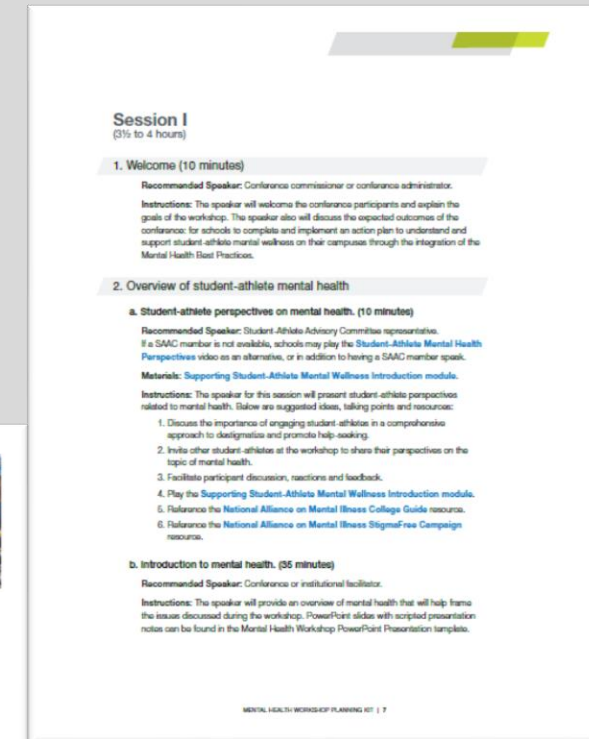 Session I
(3½ to 4 hours)
1. Welcome (10 minutes)
Recommended Speaker: Conference commissioner or conference administrator.
Instructions: The speaker will welcome the conference participants and explain the
goals of the workshop. The speaker also will discuss the expected outcomes of the
conference: for schools to complete and implement an action plan to understand and
support student-athlete mental wellness on their campuses through the integration of the
Mental Health Best Practices.
2. Overview of student-athlete mental health
a. Student-athlete perspectives on mental health. (10 minutes)
Recommended Speaker: Student-Athlete Advisory Committee representative.
If a SAAC member is not available, schools may play the Student-Athlete Mental Health
Perspectives video as an alternative, or in addition to having a SAAC member speak.
Materials: Supporting Student-Athlete Mental Wellness Introduction module.
Instructions: The speaker for this session will present student-athlete perspectives
related to mental health. Below are suggested ideas, talking points and resources:
1. Discuss the importance of engaging student-athletes in a comprehensive
approach to destigmatize and promote help-seeking.
2. Invite other student-athletes at the workshop to share their perspectives on the
topic of mental health.
3. Facilitate participant discussion, reactions and feedback.
4. Play the Supporting Student-Athlete Mental Wellness Introduction module.
5. Reference the National Alliance on Mental Illness College Guide resource.
6. Reference the National Alliance on Mental Illness StigmaFree Campaign
resource.
b. Introduction to mental health. (35 minutes)
Recommended Speaker: Conference or institutional facilitator.
Instructions: The speaker will provide an overview of mental health that will help frame
the issues discussed during the workshop. PowerPoint slides with scripted presentation
notes can be found in the Mental Health Workshop PowerPoint Presentation template.
MENTAL HEALTH WORKSHOP PLANNING KIT | 7